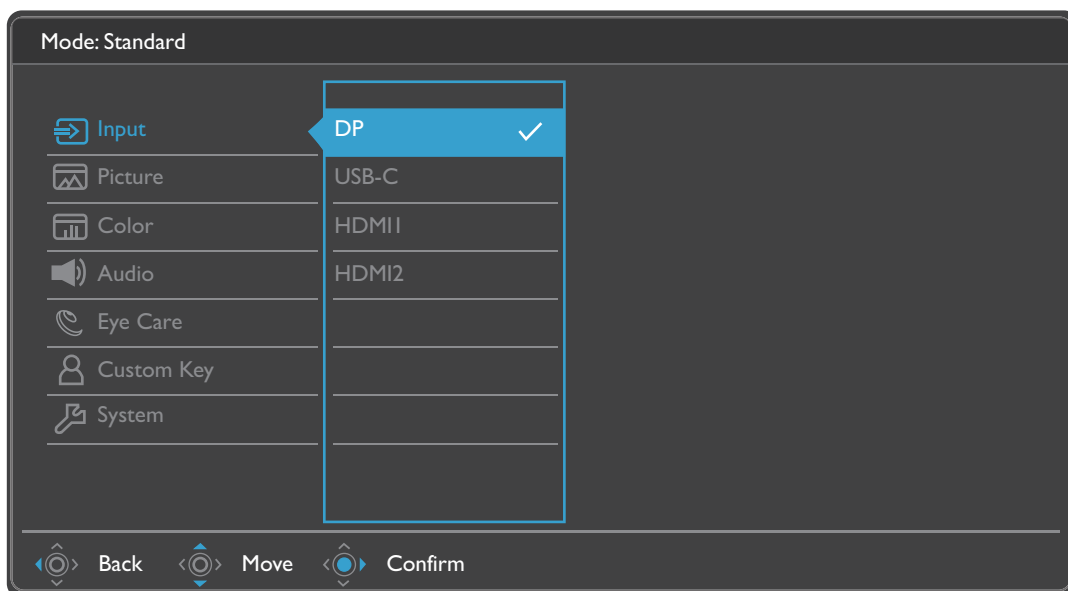 Mode: Standard
Input
DP
Picture
USB-C
Color
HDMI1
Audio
HDMI2
Eye Care
Custom Key
System
Back
Move
Confirm